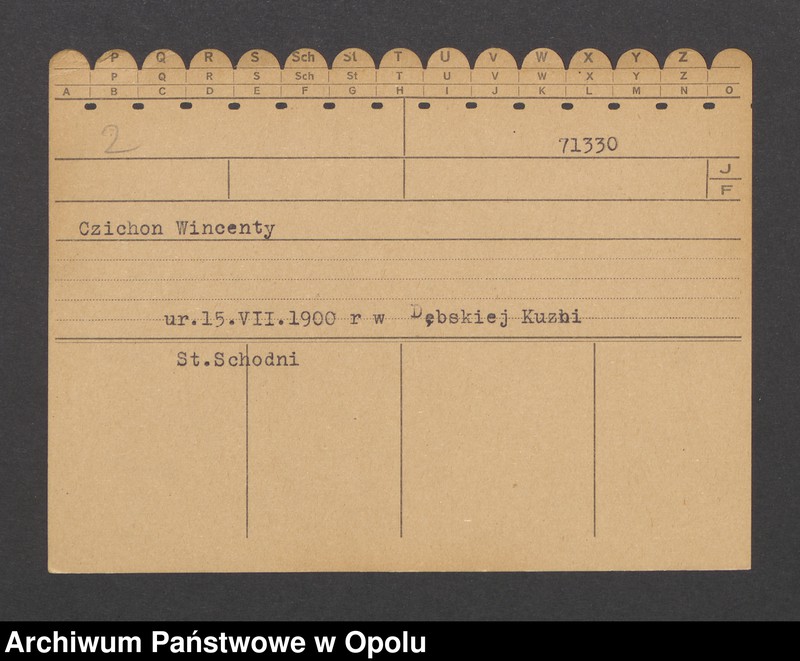 P Q R S Sch St T U V W X Y Z
P Q R S Sch St T U V W X Y Z
A B C D E F G H I J K L M N O
2 71330
J
F
Czichon Wincenty
ur.15.VII.1900 r w Dębskiej Kuźni
St.Schodni
Archiwum Państwowe w Opolu